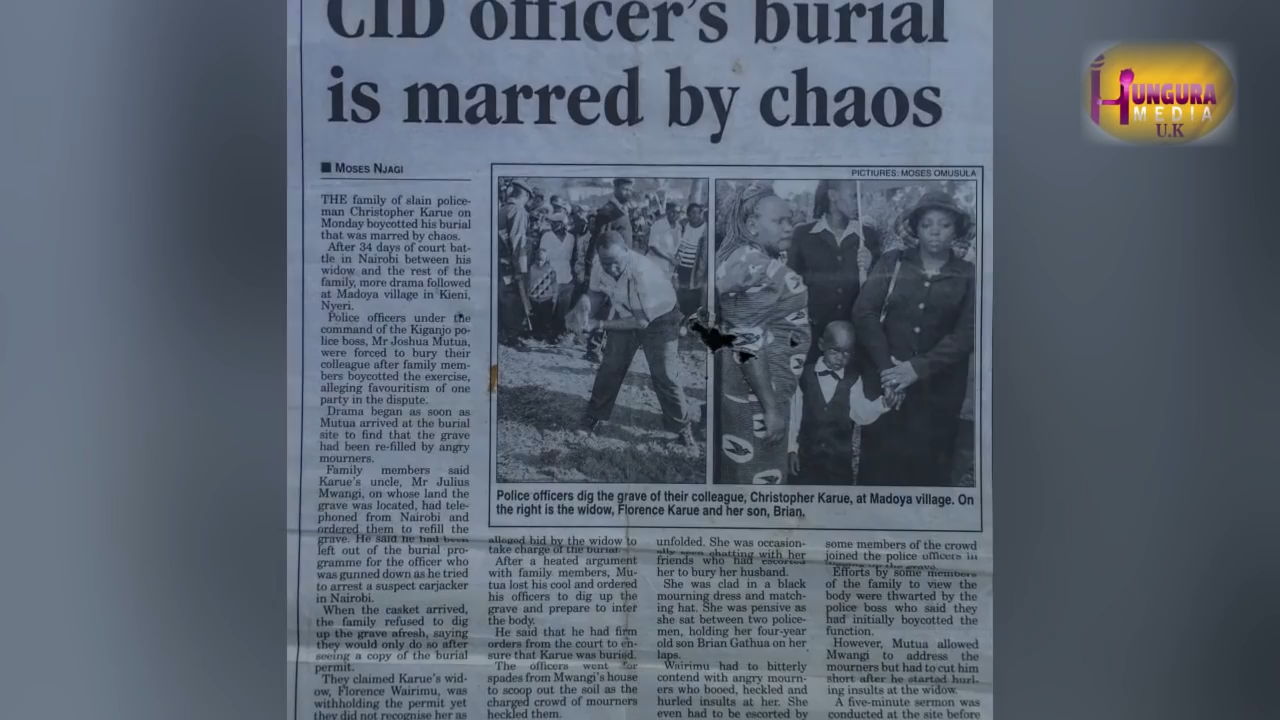 CID officer's burial
is marred by chaos
HUNGURA
MEDIA
U.K
■ MOSES NJAGI
PICTIURES: MOSES OMUSULA
THE family of slain police-
man Christopher Karue on
Monday boycotted his burial
that was marred by chaos.
After 34 days of court bat-
tle in Nairobi between his
widow and the rest of the
family, more drama followed
at Madoya village in Kieni,
Nyeri.
Police officers under the
command of the Kiganjo po-
lice boss, Mr Joshua Mutua,
were forced to bury their
colleague after family mem-
bers boycotted the exercise,
alleging favouritism of one
party in the dispute.
Drama began as soon as
Mutua arrived at the burial
site to find that the grave
had been re-filled by angry
mourners.
Family members said
Karue's uncle, Mr Julius
Mwangi, on whose land the
grave was located, had tele-
phoned from Nairobi and
ordered them to refill the
grave. He said he had been
left out of the burial pro-
gramme for the officer who
was gunned down as he tried
to arrest a suspect carjacker
in Nairobi.
When the casket arrived,
the family refused to dig
up the grave afresh, saying
they would only do so after
seeing a copy of the burial
permit.
They claimed Karue's wid-
ow, Florence Wairimu, was
withholding the permit yet
they did not recognise her as
Police officers dig the grave of their colleague, Christopher Karue, at Madoya village. On
the right is the widow, Florence Karue and her son, Brian.
alleged bid by the widow to
take charge of the burial.
After a heated argument
with family members, Mu-
tua lost his cool and ordered
his officers to dig up the
grave and prepare to inter
the body.
He said that he had firm
orders from the court to en-
sure that Karue was buried.
The officers went for
spades from Mwangi's house
to scoop out the soil as the
charged crowd of mourners
heckled them.
unfolded. She was occasion-
ally seen chatting with her
friends who had escorted
her to bury her husband.
She was clad in a black
mourning dress and match-
ing hat. She was pensive as
she sat between two police-
men, holding her four-year
old son Brian Gathua on her
laps.
Wairimu had to bitterly
contend with angry mourn-
ers who booed, heckled and
hurled insults at her. She
even had to be escorted by
some members of the crowd
joined the police officers in
Efforts by some members
of the family to view the
body were thwarted by the
police boss who said they
had initially boycotted the
function.
However, Mutua allowed
Mwangi to address the
mourners but had to cut him
short after he started hurl-
ing insults at the widow.
A five-minute sermon was
conducted at the site before